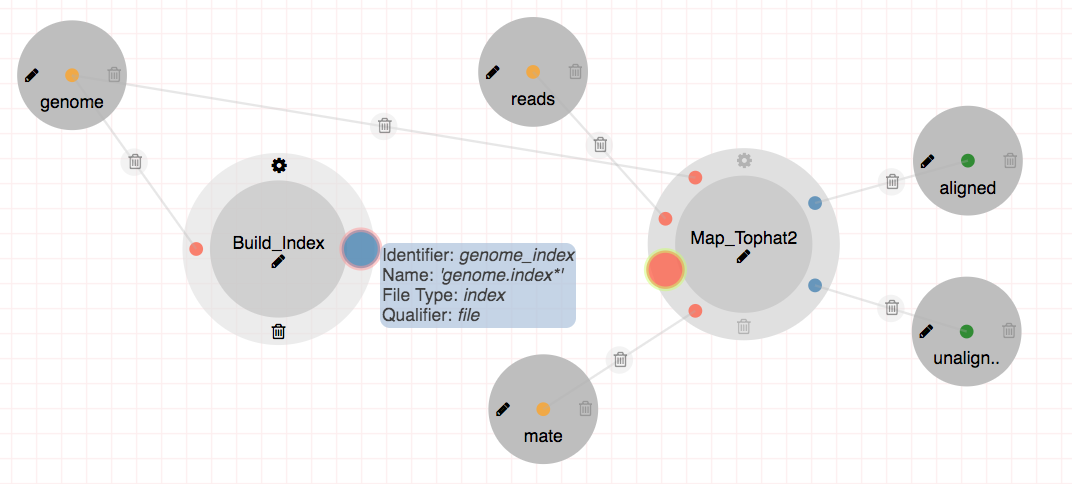 genome
reads
aligned
Build_Index
Map_Tophat2
Identifier: genome_index
Name: 'genome.index*'
File Type: index
Qualifier: file
unalign..
mate